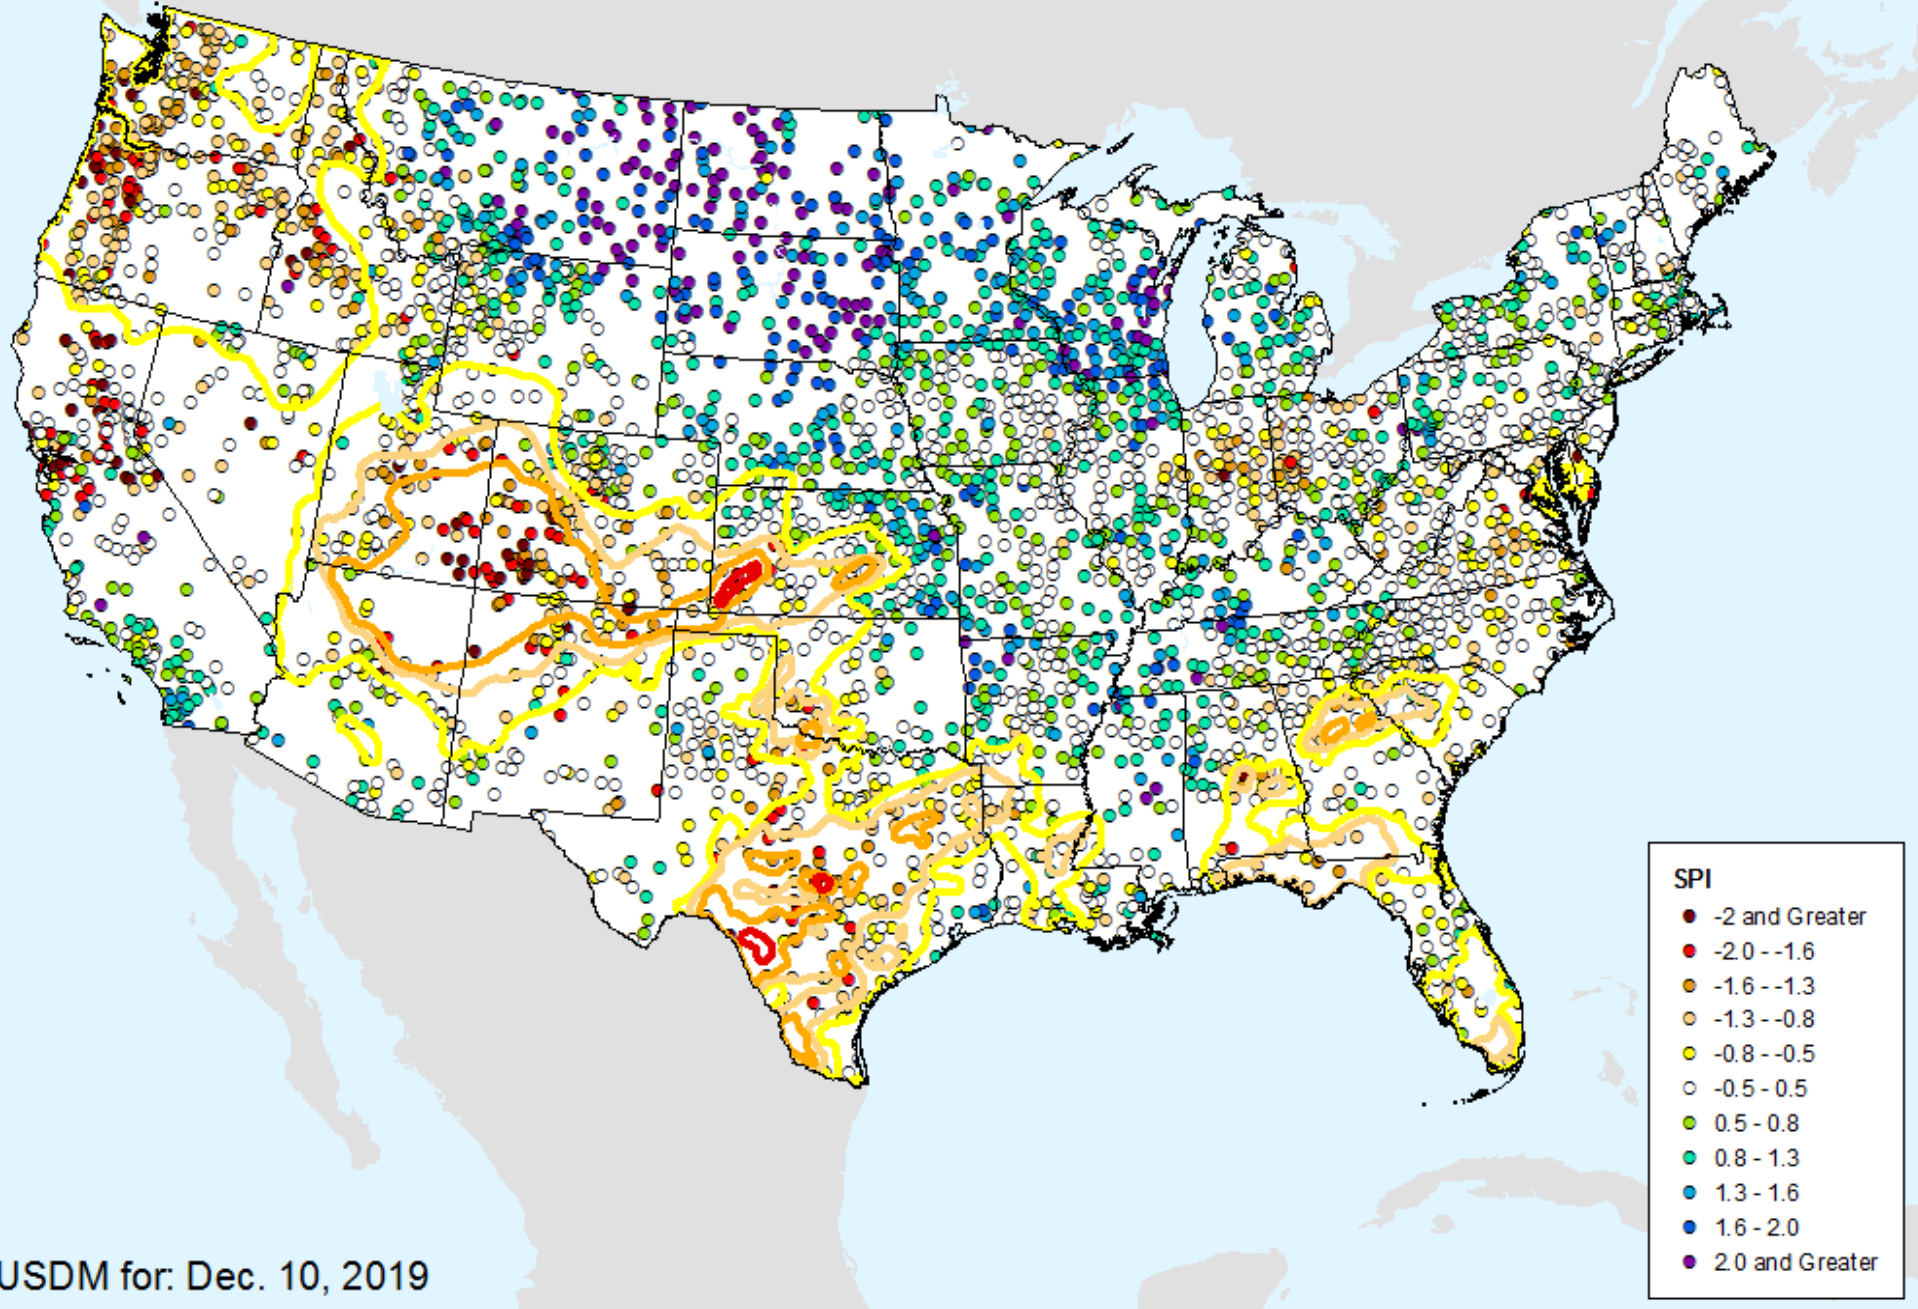 SPI
-2 and Greater
-2.0 - -1.6
-1.6 - -1.3
-1.3 - -0.8
-0.8 - -0.5
-0.5 - 0.5
0.5 - 0.8
0.8 - 1.3
1.3 - 1.6
1.6 - 2.0
2.0 and Greater
USDM for: Dec. 10, 2019